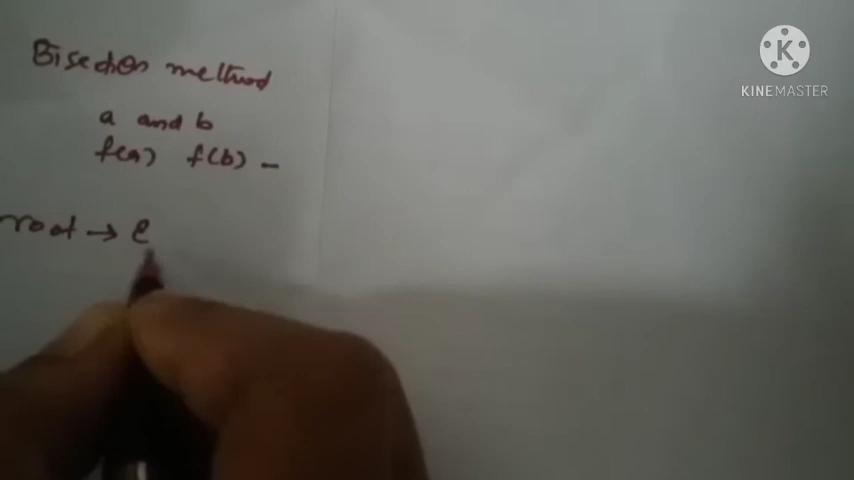 Bisection method
a and b
f(a) f(b) -
root → e
K
KINEMASTER